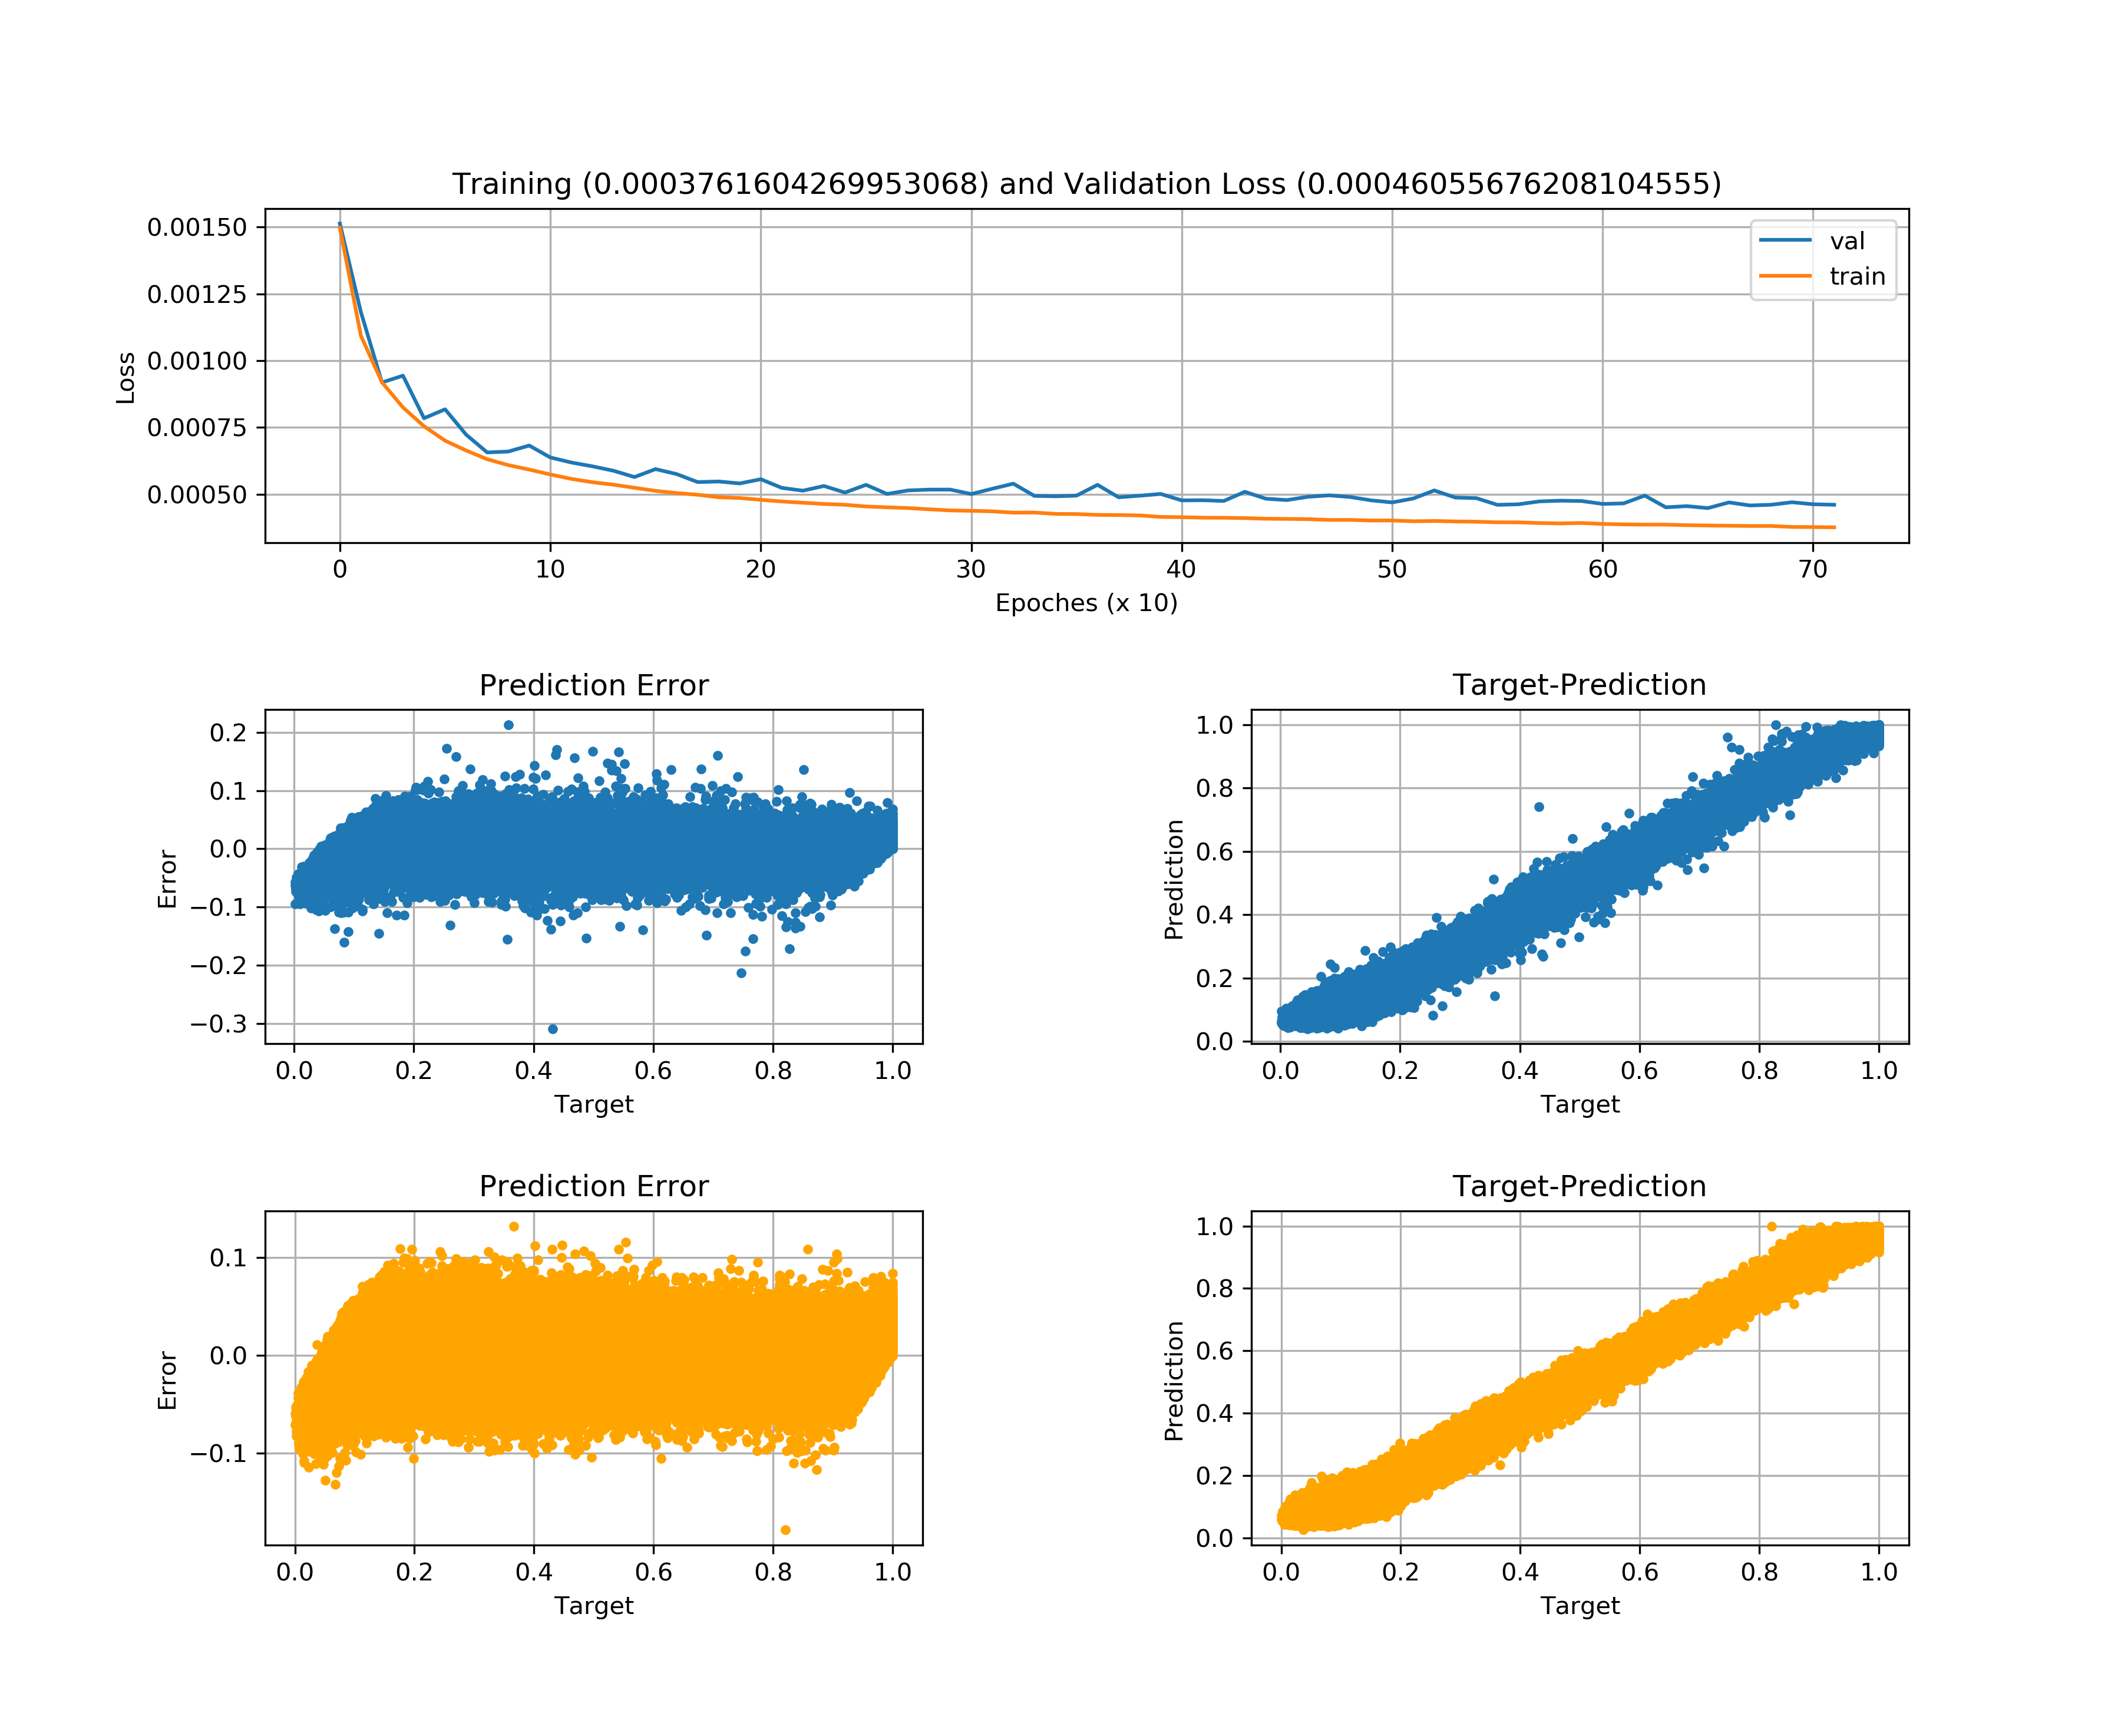 Training (0.0003761604269953068) and Validation Loss (0.00046055676208104555)
0.00150
0.00125
0.00100
0.00075
0.00050
Loss
val
train
0 10 20 30 40 50 60 70
Epoches (x 10)
Prediction Error
0.2
0.1
0.0
−0.1
−0.2
−0.3
Error
0.0 0.2 0.4 0.6 0.8 1.0
Target
Target-Prediction
1.0
0.8
0.6
0.4
0.2
0.0
Prediction
0.0 0.2 0.4 0.6 0.8 1.0
Target
Prediction Error
0.1
0.0
−0.1
Error
0.0 0.2 0.4 0.6 0.8 1.0
Target
Target-Prediction
1.0
0.8
0.6
0.4
0.2
0.0
Prediction
0.0 0.2 0.4 0.6 0.8 1.0
Target